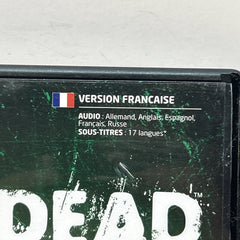 VERSION FRANCAISE
AUDIO : Allemand, Anglais, Espagnol,
Français, Russe
SOUS-TITRES : 17 langues*
DEAD